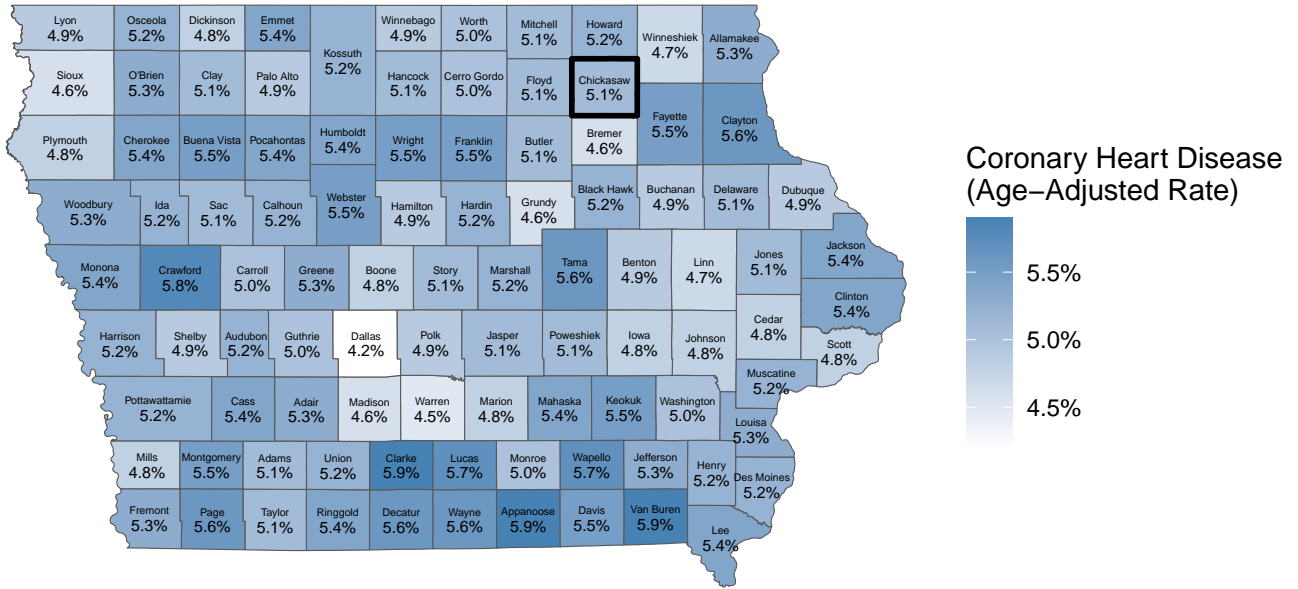 Lyon
4.9%
Osceola
5.2%
Dickinson
4.8%
Emmet
5.4%
Kossuth
5.2%
Winnebago
4.9%
Worth
5.0%
Mitchell
5.1%
Howard
5.2%
Winneshiek
4.7%
Allamakee
5.3%
Sioux
4.6%
O'Brien
5.3%
Clay
5.1%
Palo Alto
4.9%
Hancock
5.1%
Cerro Gordo
5.0%
Floyd
5.1%
Chickasaw
5.1%
Fayette
5.5%
Clayton
5.6%
Plymouth
4.8%
Cherokee
5.4%
Buena Vista
5.5%
Pocahontas
5.4%
Humboldt
5.4%
Wright
5.5%
Franklin
5.5%
Butler
5.1%
Bremer
4.6%
Woodbury
5.3%
Ida
5.2%
Sac
5.1%
Calhoun
5.2%
Webster
5.5%
Hamilton
4.9%
Hardin
5.2%
Grundy
4.6%
Black Hawk
5.2%
Buchanan
4.9%
Delaware
5.1%
Dubuque
4.9%
Monona
5.4%
Crawford
5.8%
Carroll
5.0%
Greene
5.3%
Boone
4.8%
Story
5.1%
Marshall
5.2%
Tama
5.6%
Benton
4.9%
Linn
4.7%
Jones
5.1%
Jackson
5.4%
Clinton
5.4%
Harrison
5.2%
Shelby
4.9%
Audubon
5.2%
Guthrie
5.0%
Dallas
4.2%
Polk
4.9%
Jasper
5.1%
Poweshiek
5.1%
Iowa
4.8%
Johnson
4.8%
Cedar
4.8%
Scott
4.8%
Muscatine
5.2%
Pottawattamie
5.2%
Cass
5.4%
Adair
5.3%
Madison
4.6%
Warren
4.5%
Marion
4.8%
Mahaska
5.4%
Keokuk
5.5%
Washington
5.0%
Louisa
5.3%
Mills
4.8%
Montgomery
5.5%
Adams
5.1%
Union
5.2%
Clarke
5.9%
Lucas
5.7%
Monroe
5.0%
Wapello
5.7%
Jefferson
5.3%
Henry
5.2%
Des Moines
5.2%
Fremont
5.3%
Page
5.6%
Taylor
5.1%
Ringgold
5.4%
Decatur
5.6%
Wayne
5.6%
Appanoose
5.9%
Davis
5.5%
Van Buren
5.9%
Lee
5.4%
Coronary Heart Disease
(Age−Adjusted Rate)
5.5%
5.0%
4.5%